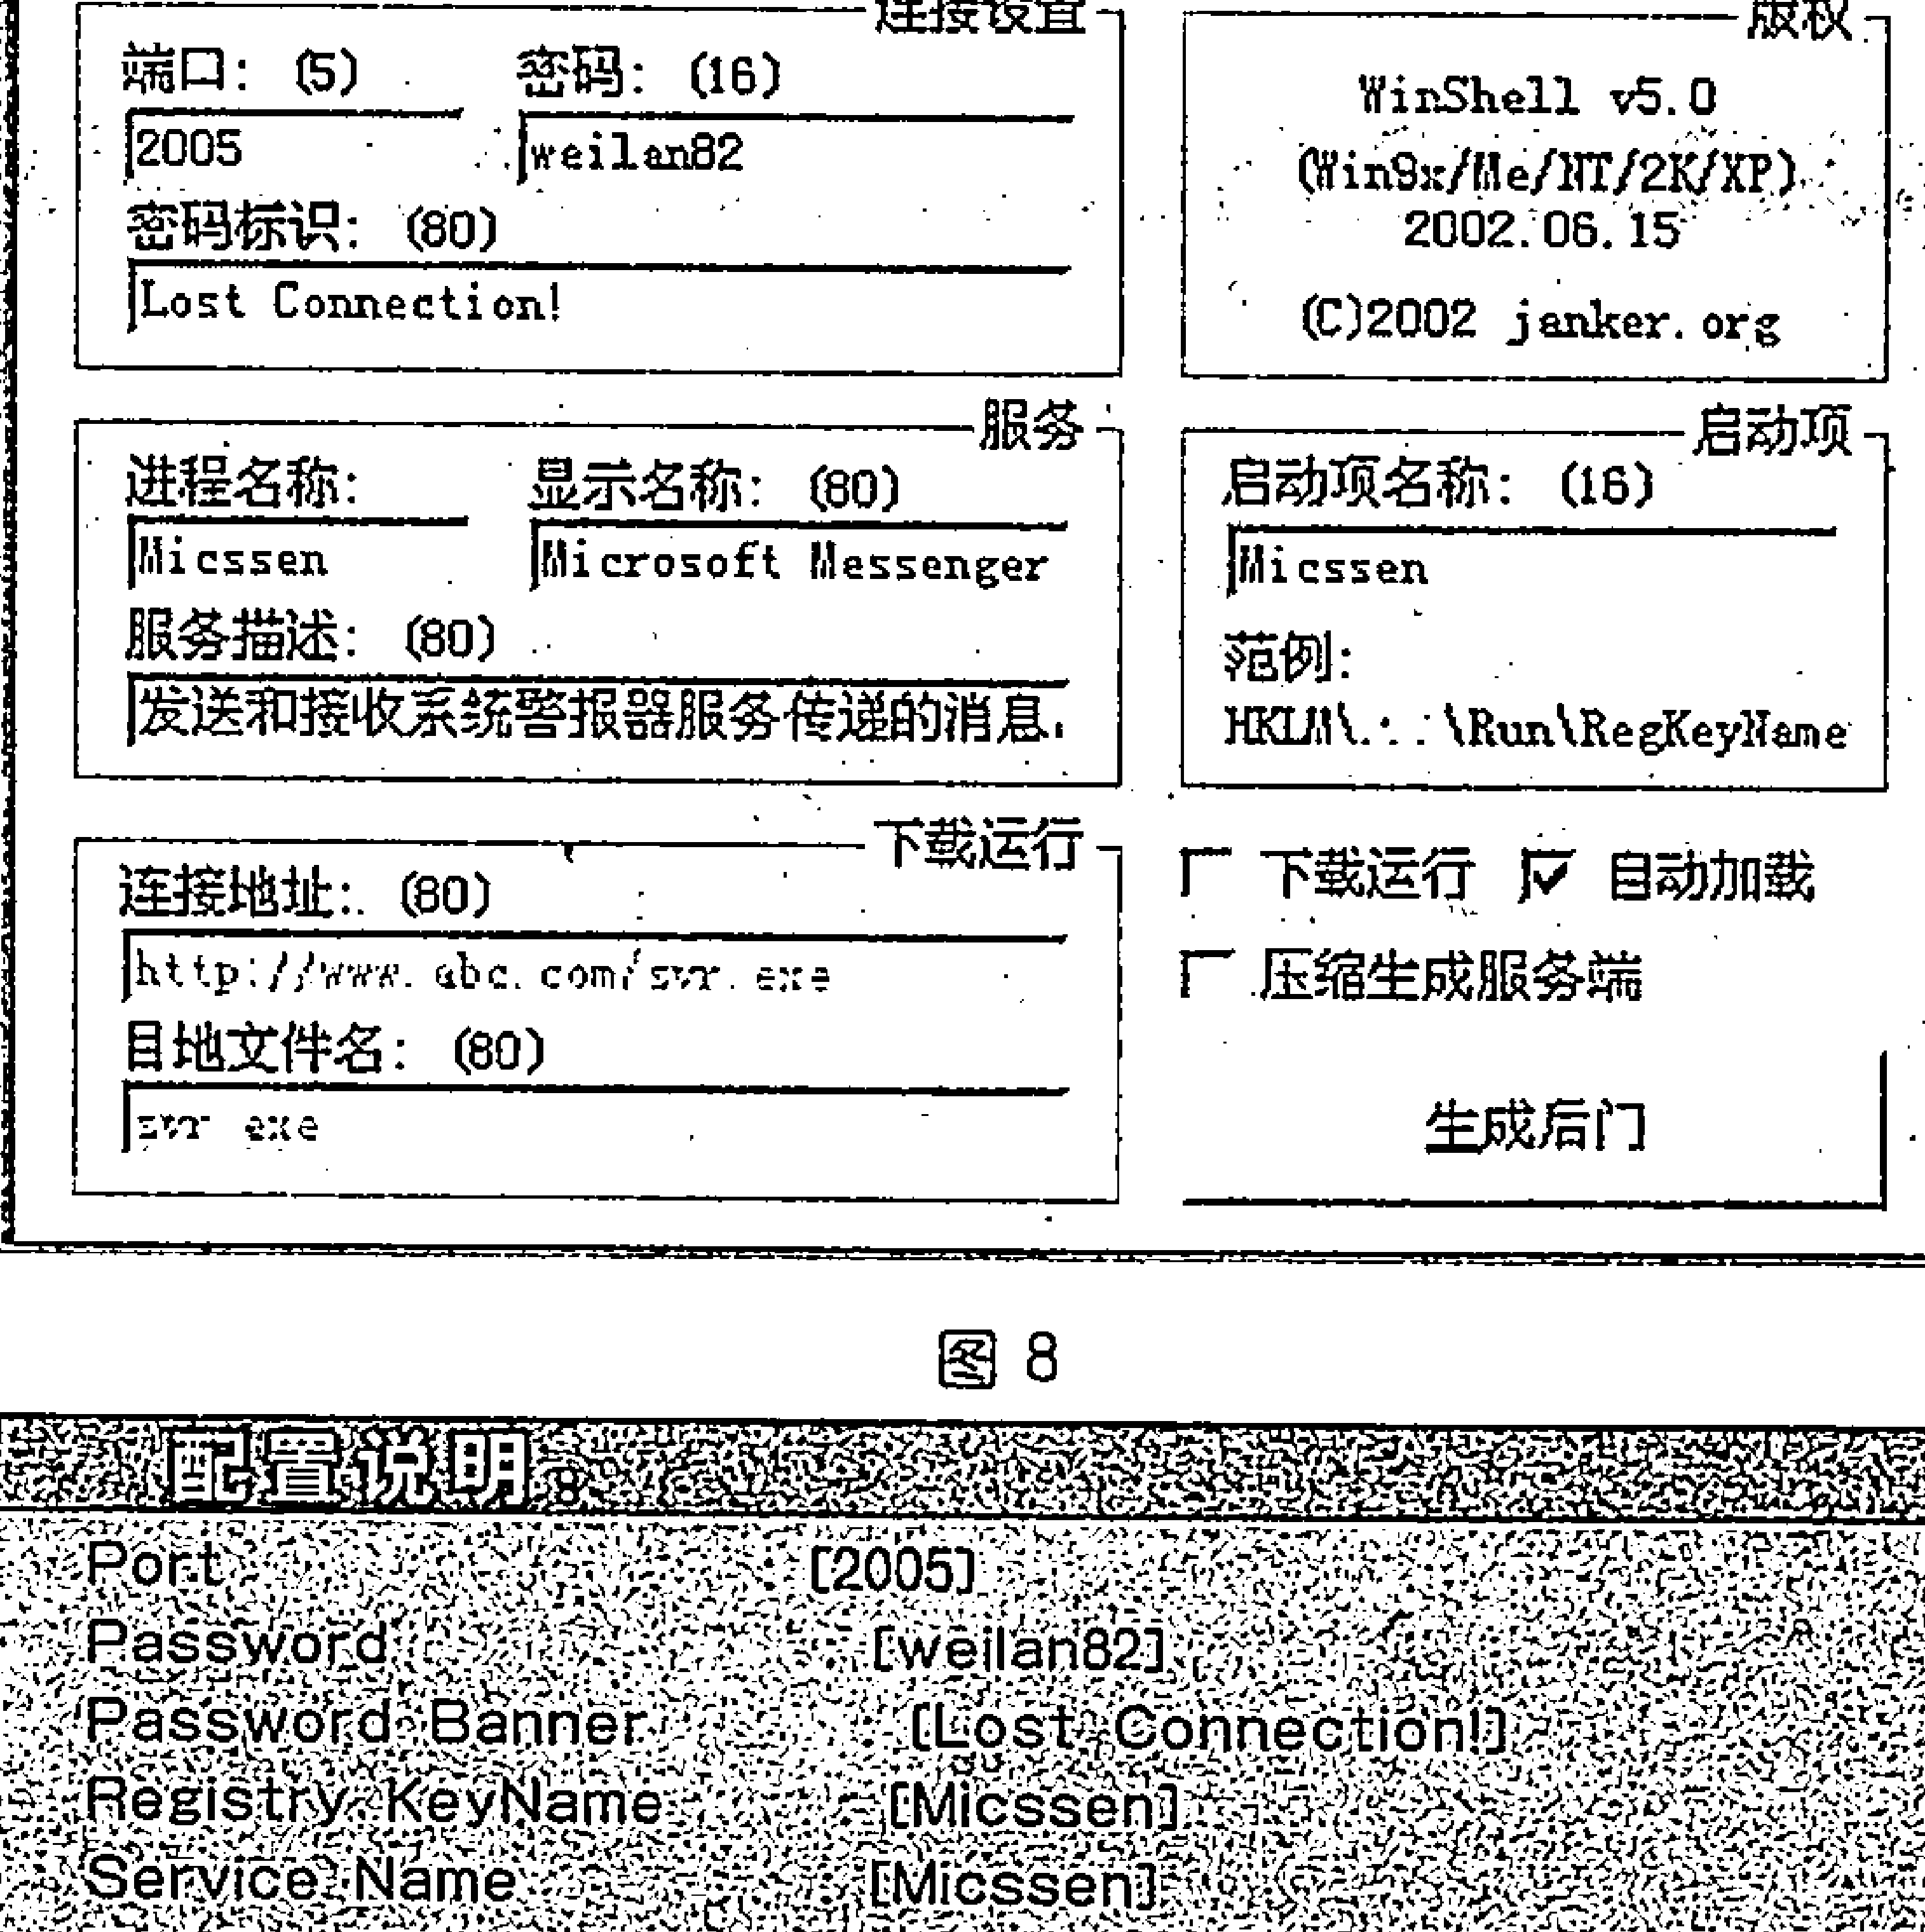 连接设置
端口: (5) 密码: (16)
2005 weilan82
密码标识: (80)
Lost Connection!
版权
WinShell v5.0
(Win9x/Me/NT/2K/XP)
2002.06.15
(C)2002 janker.org
服务
进程名称: 显示名称: (80)
Micssen Microsoft Messenger
服务描述: (80)
发送和接收系统警报器服务传递的消息.
启动项
启动项名称: (16)
Micssen
范例:
HKLM\...\Run\RegKeyName
下载运行
连接地址: (80)
http://www.abc.com/svr.exe
目地文件名: (80)
svr exe
下载运行 自动加载
压缩生成服务端
生成后门
图 8
配置说明:
Port [2005]
Password [weilan82]
Password Banner [Lost Connection!]
Registry KeyName [Micssen]
Service Name [Micssen]